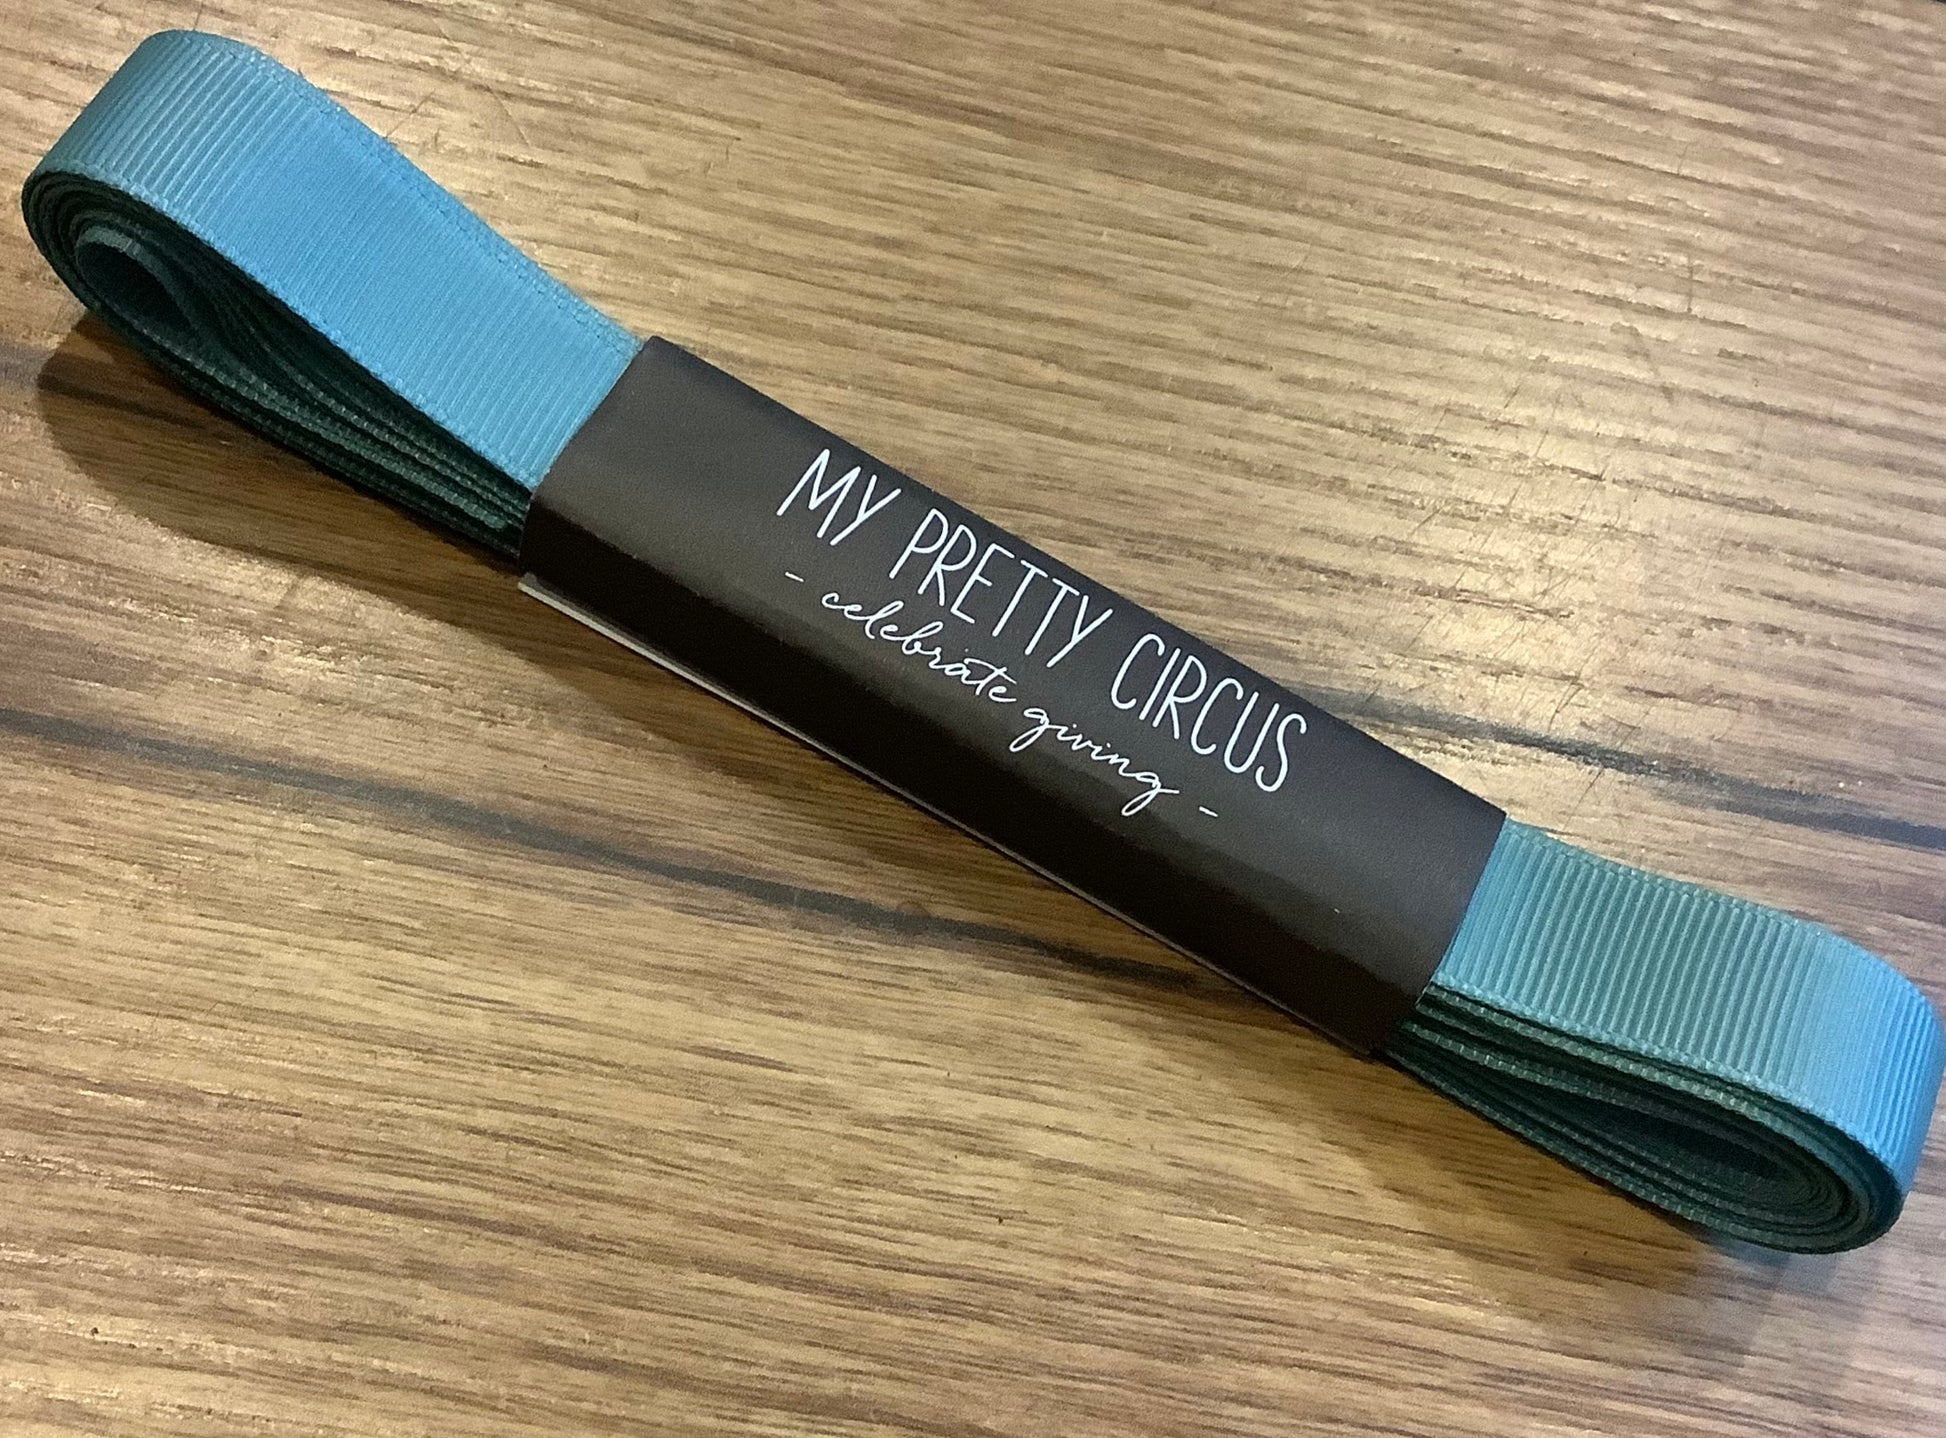 MY PRETTY CIRCUS
- celebrate giving -